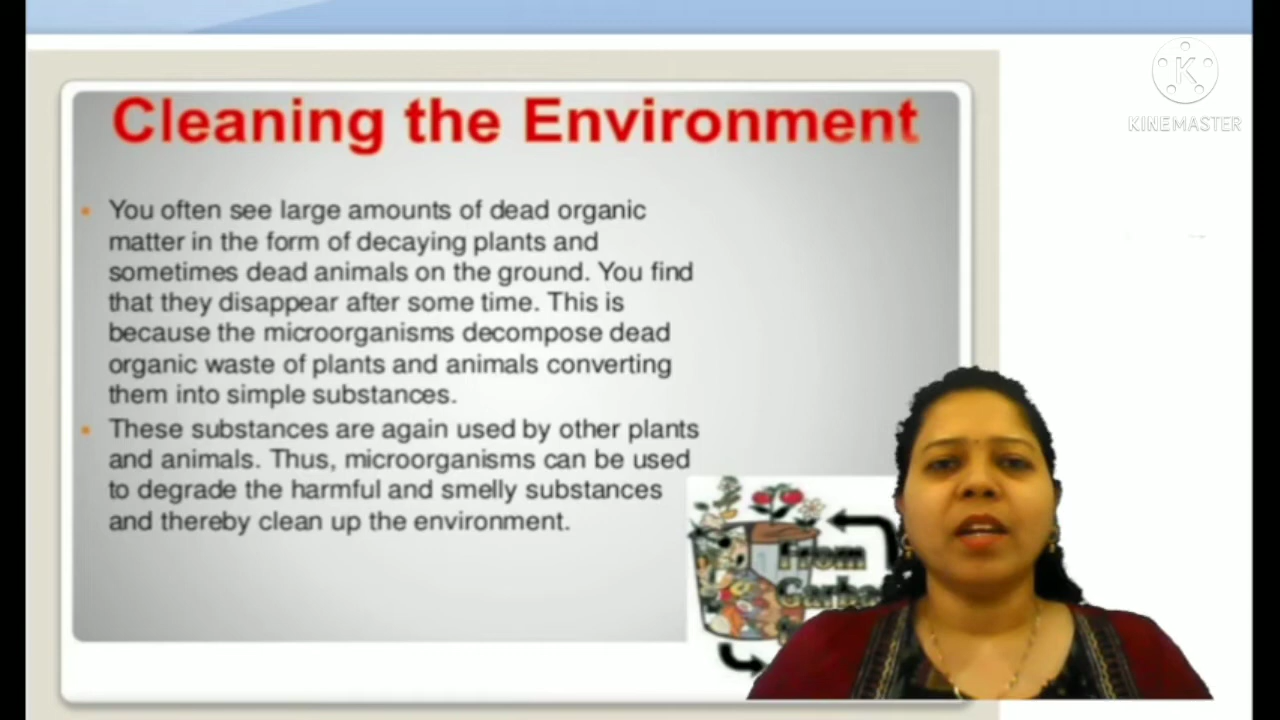 KINEMASTER
Cleaning the Environment
You often see large amounts of dead organic
matter in the form of decaying plants and
sometimes dead animals on the ground. You find
that they disappear after some time. This is
because the microorganisms decompose dead
organic waste of plants and animals converting
them into simple substances.
These substances are again used by other plants
and animals. Thus, microorganisms can be used
to degrade the harmful and smelly substances
and thereby clean up the environment.
From